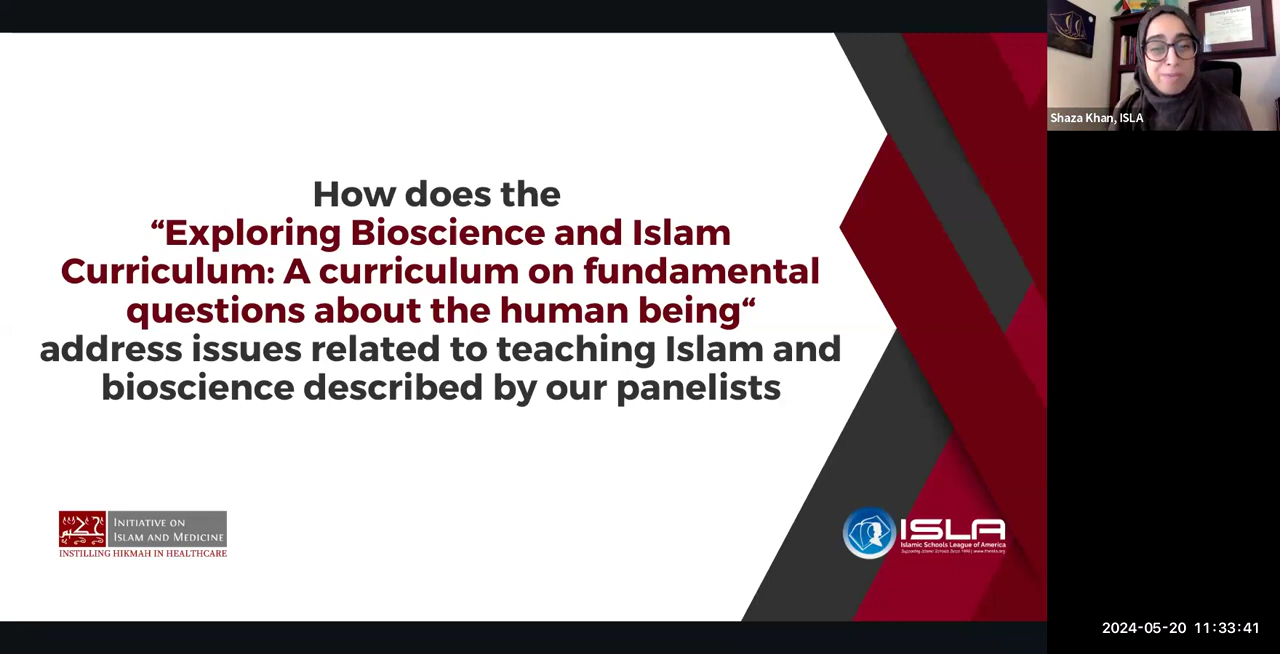 How does the
“Exploring Bioscience and Islam
Curriculum: A curriculum on fundamental
questions about the human being“
address issues related to teaching Islam and
bioscience described by our panelists
INITIATIVE ON
ISLAM AND MEDICINE
INSTILLING HIKMAH IN HEALTHCARE
ISLA
Islamic Schools League of America
Shaza Khan, ISLA
2024-05-20 11:33:41